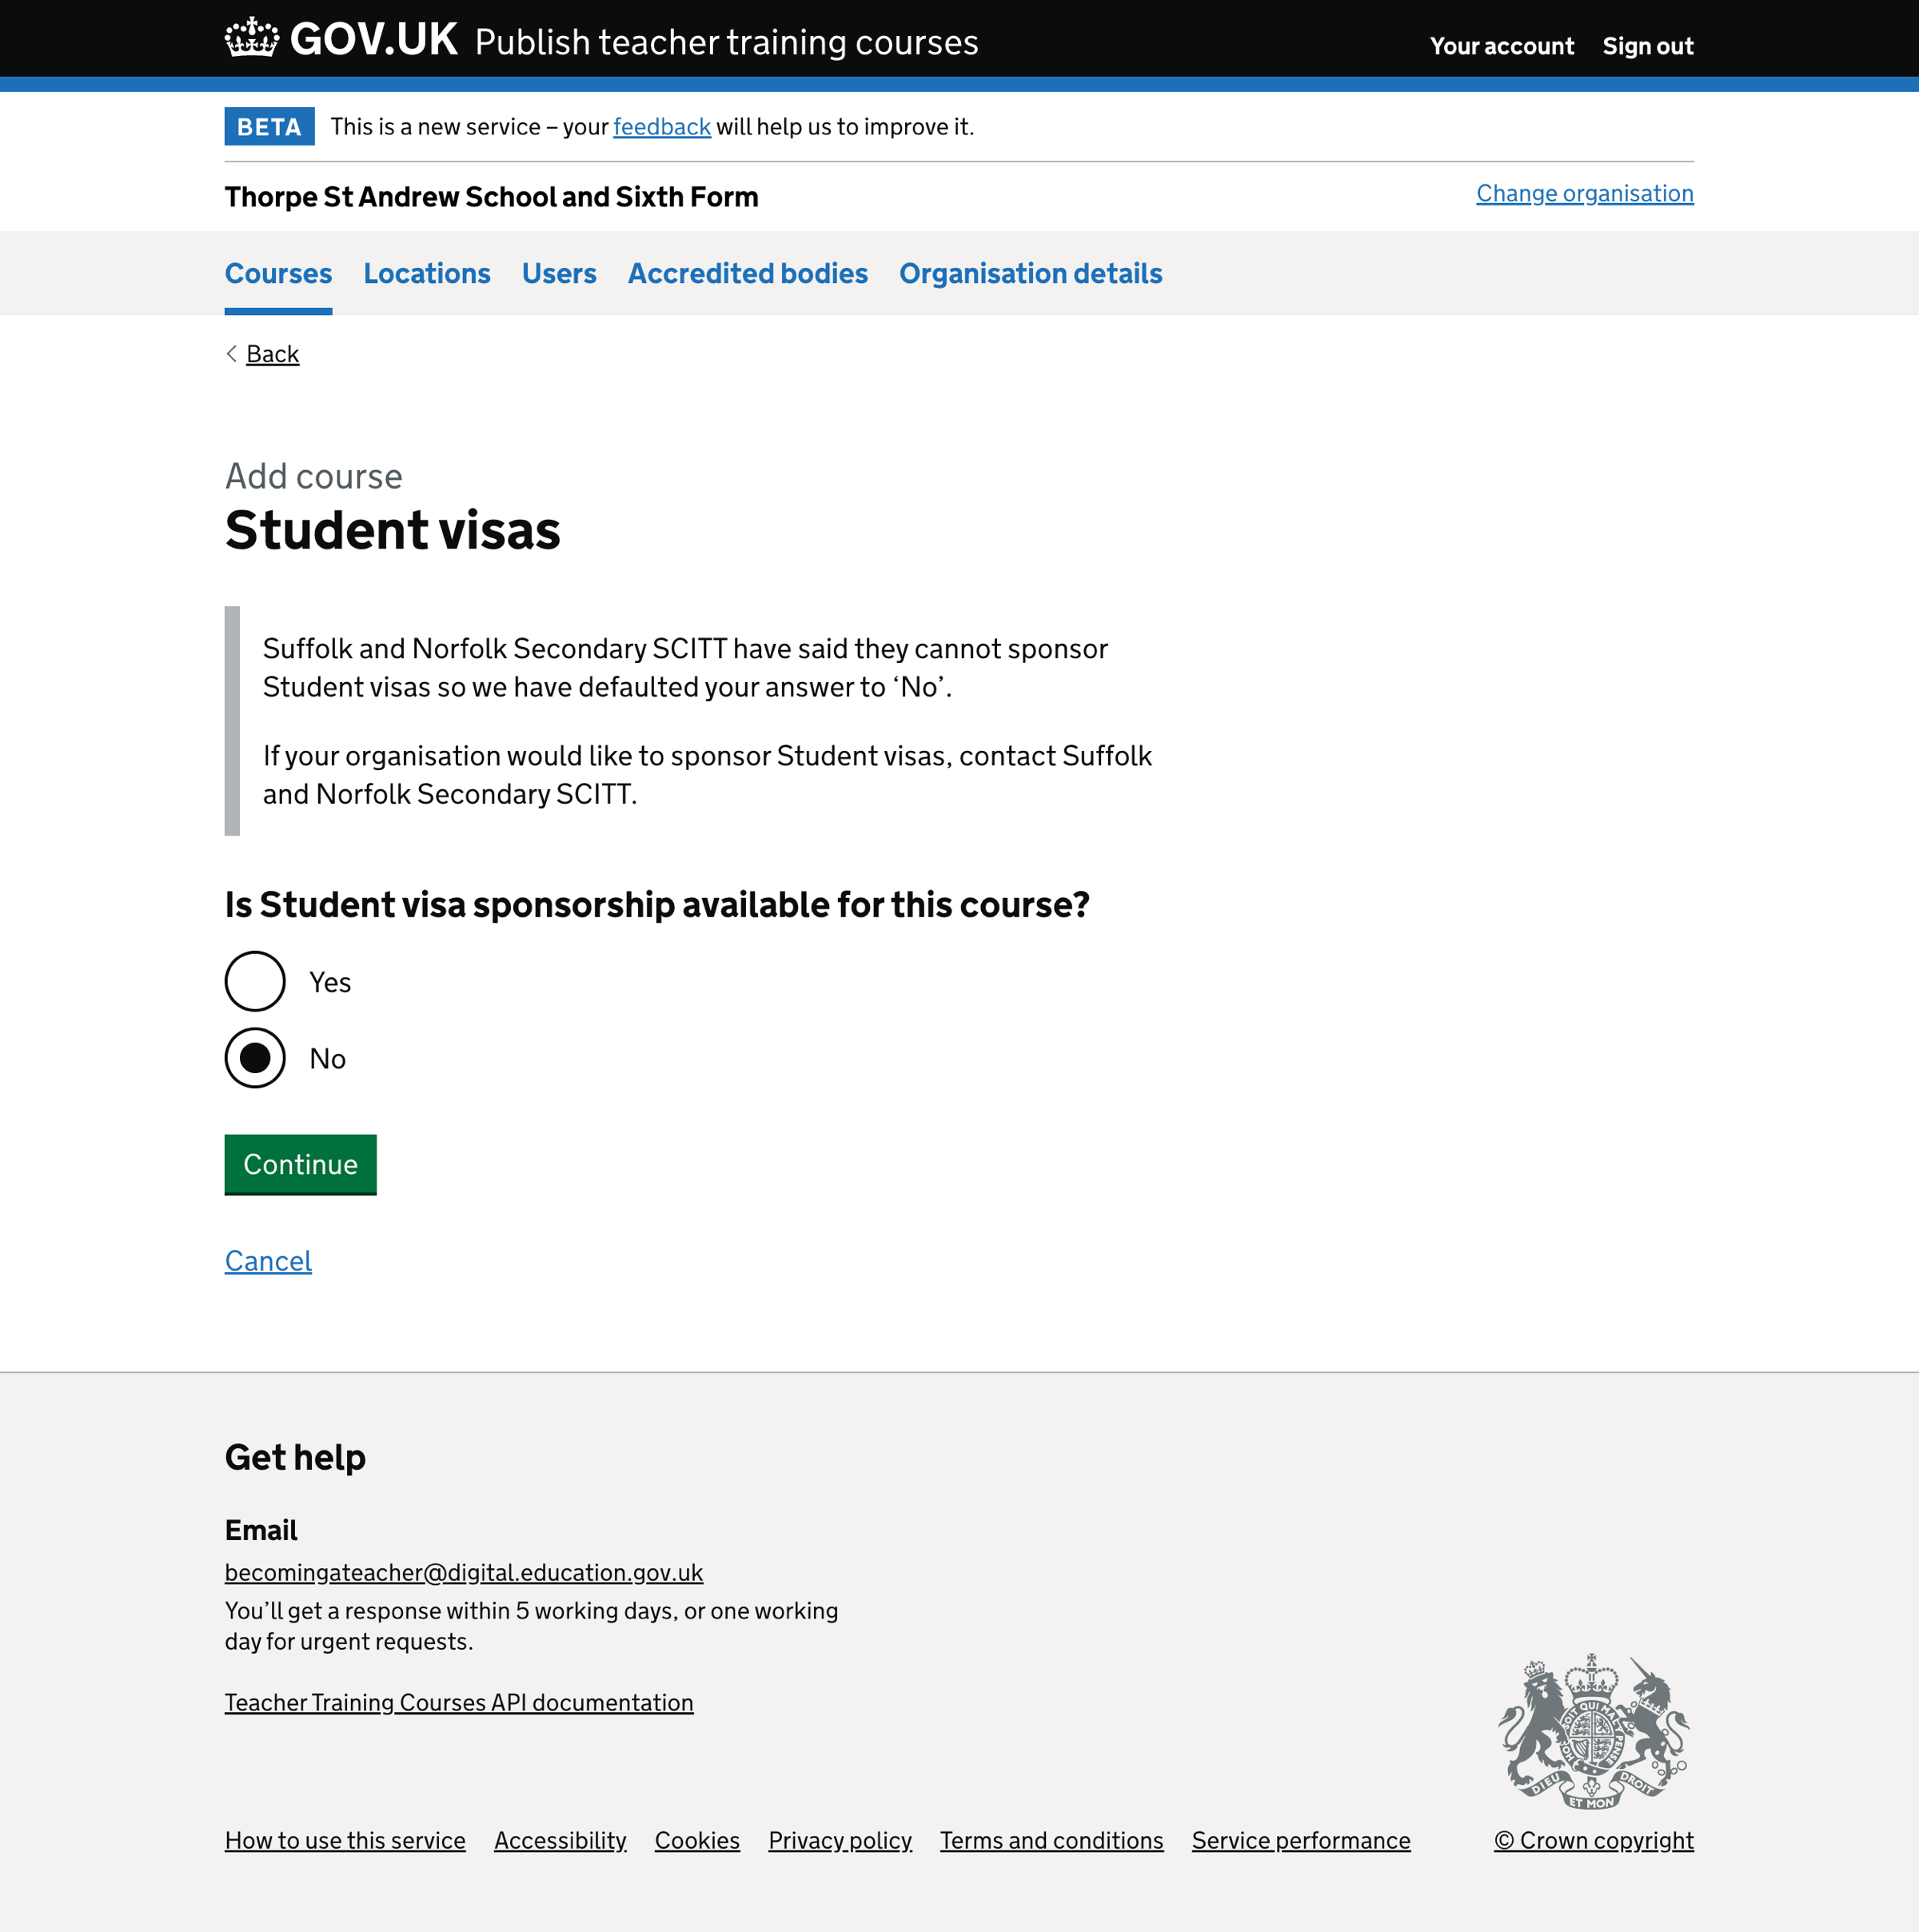 GOV.UK Publish teacher training courses
Your account Sign out
BETA This is a new service – your feedback will help us to improve it.
Thorpe St Andrew School and Sixth Form
Change organisation
Courses Locations Users Accredited bodies Organisation details
Back
Add course
Student visas
Suffolk and Norfolk Secondary SCITT have said they cannot sponsor
Student visas so we have defaulted your answer to ‘No’.
If your organisation would like to sponsor Student visas, contact Suffolk
and Norfolk Secondary SCITT.
Is Student visa sponsorship available for this course?
Yes
No
Continue
Cancel
Get help
Email
becomingateacher@digital.education.gov.uk
You’ll get a response within 5 working days, or one working
day for urgent requests.
Teacher Training Courses API documentation
SOIT QUI MAL Y PENSE
DIEU ET MON DROIT
How to use this service Accessibility Cookies Privacy policy Terms and conditions Service performance
© Crown copyright